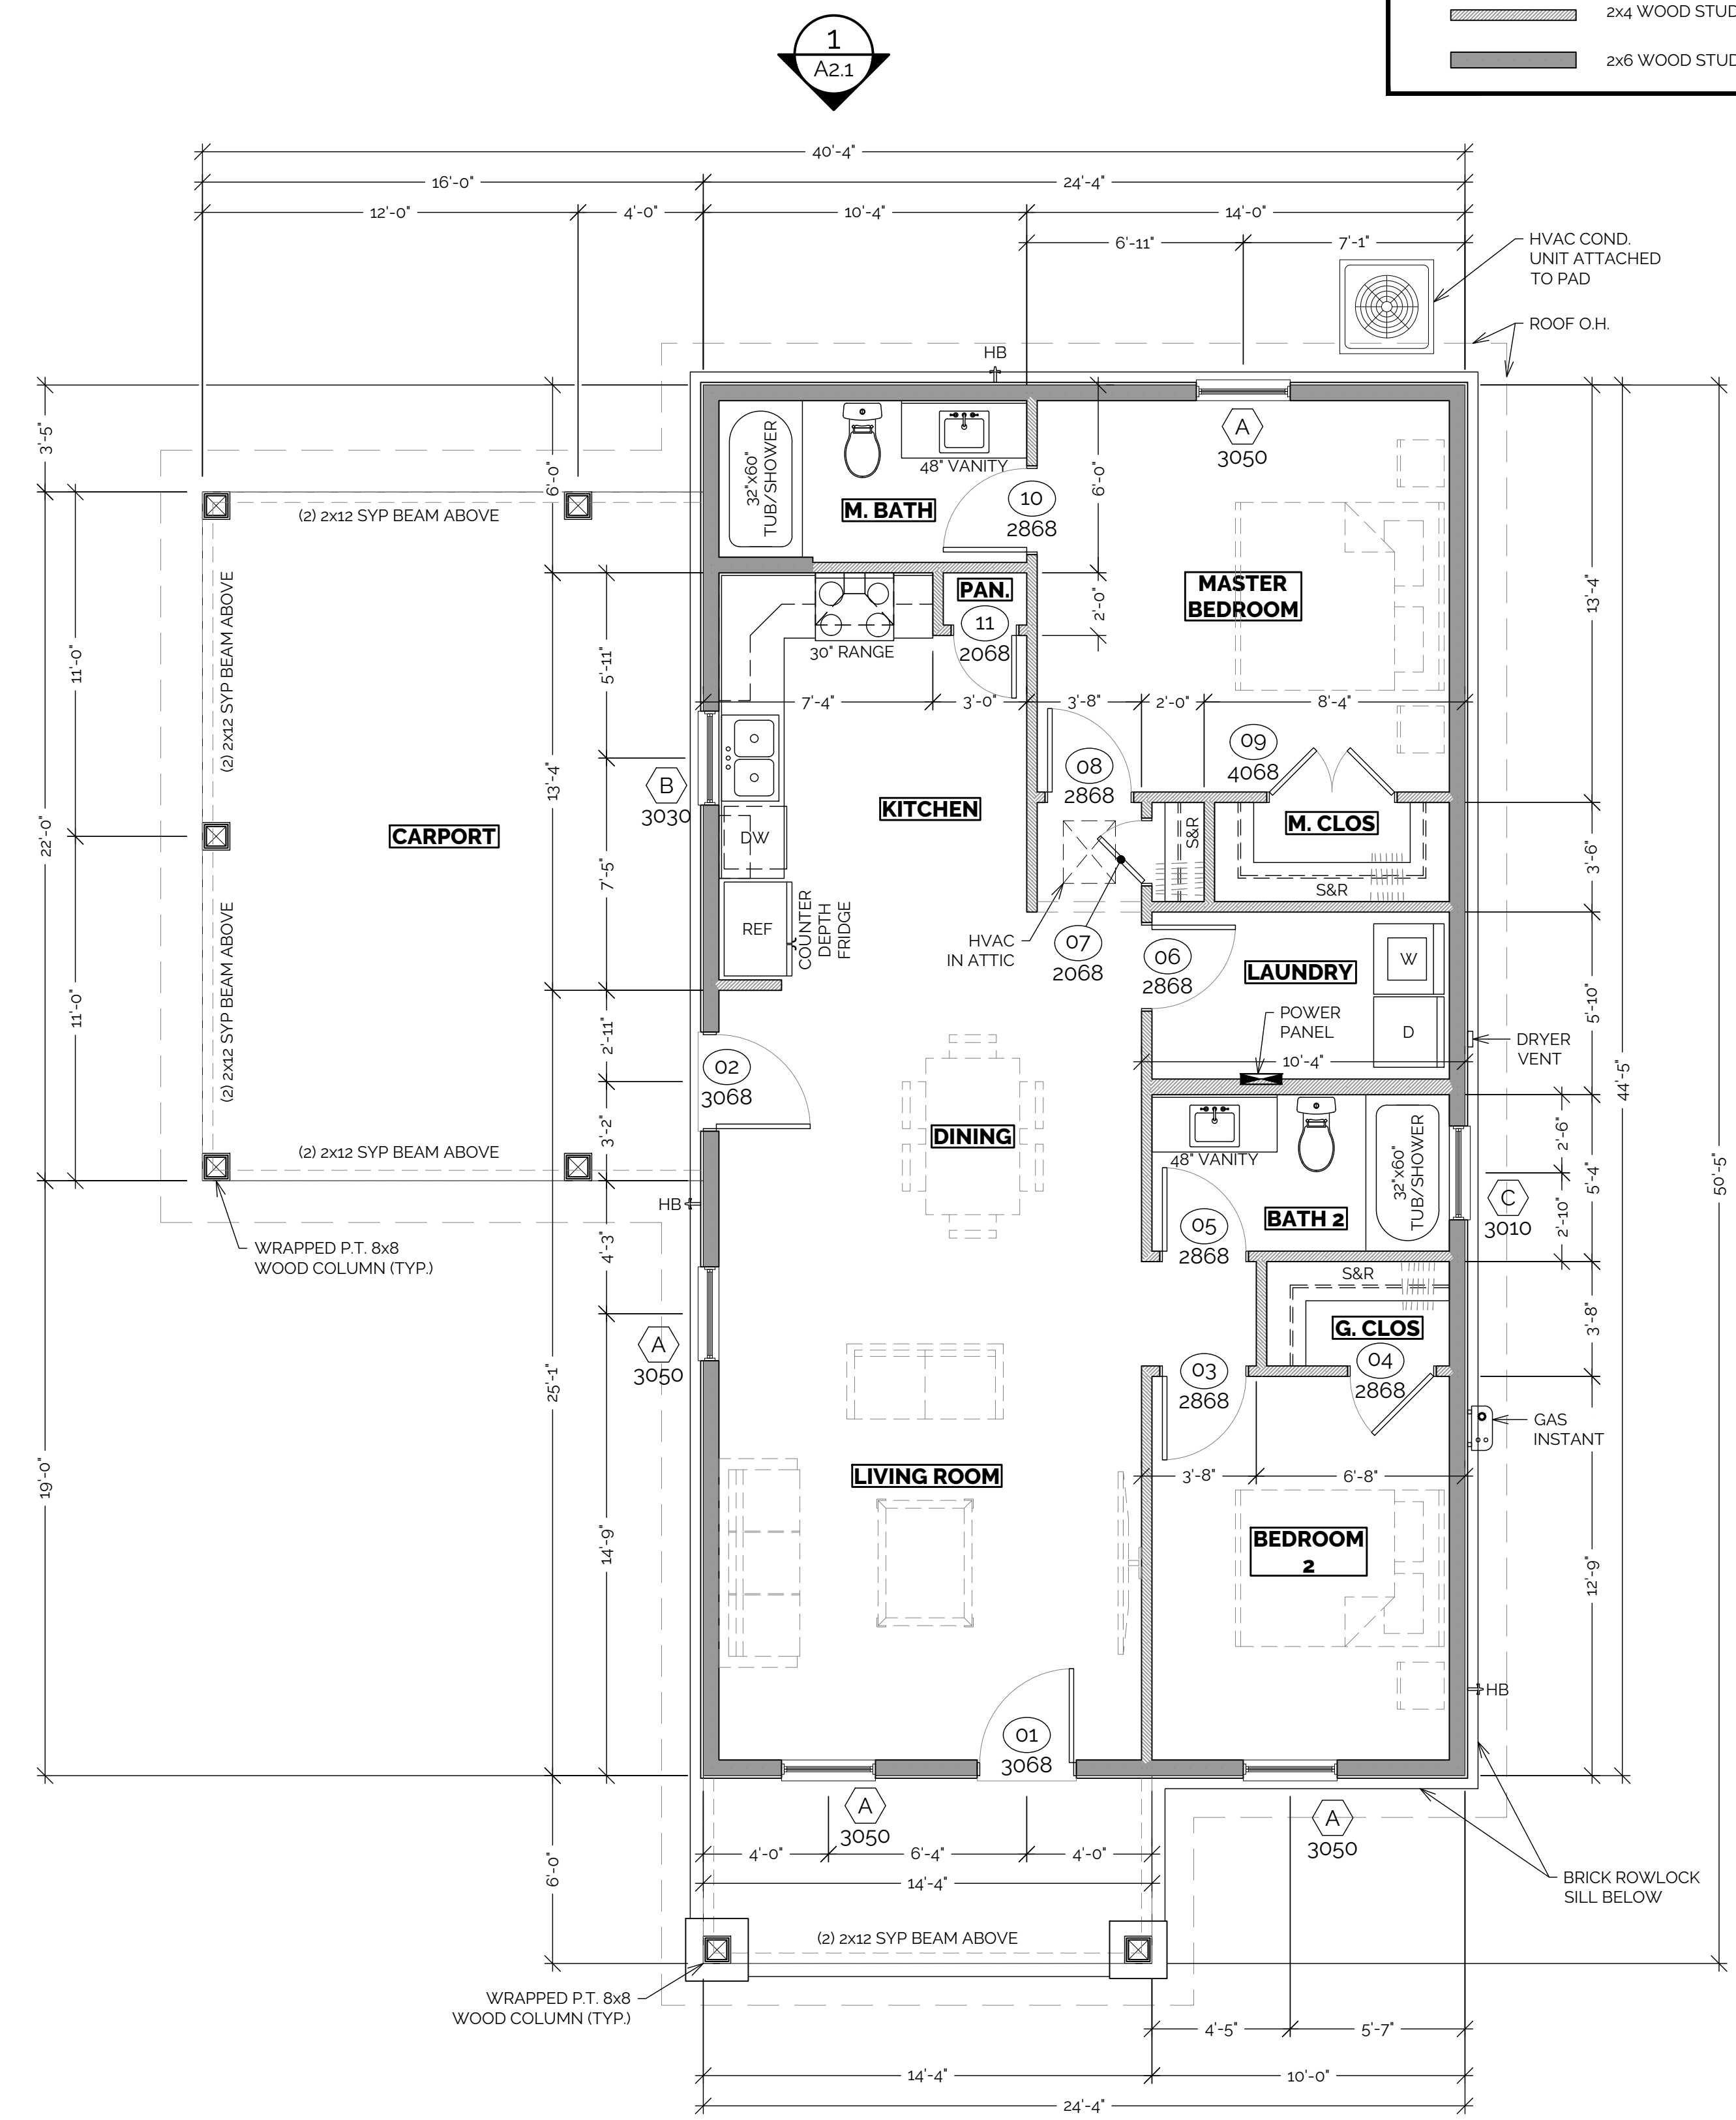 1
A2.1
2x4 WOOD STUD
2x6 WOOD STUD
40'-4"
16'-0"
24'-4"
12'-0"
4'-0"
10'-4"
14'-0"
6'-11"
7'-1"
HVAC COND.
UNIT ATTACHED
TO PAD
ROOF O.H.
HB
3'-5"
6'-0"
32"x60"
TUB/SHOWER
48" VANITY
M. BATH
10
2868
6'-0"
A
3050
(2) 2x12 SYP BEAM ABOVE
(2) 2x12 SYP BEAM ABOVE
PAN.
11
2068
2'-0"
MASTER
BEDROOM
13'-4"
30" RANGE
11'-0"
5'-11"
7'-4"
3'-0"
3'-8"
2'-0"
8'-4"
09
4068
08
2868
B
3030
13'-4"
KITCHEN
CARPORT
22'-0"
DW
S&R
M. CLOS
S&R
3'-6"
7'-5"
REF
COUNTER
DEPTH
FRIDGE
HVAC
IN ATTIC
07
2068
06
2868
LAUNDRY
W
D
POWER
PANEL
10'-4"
5'-10"
DRYER
VENT
44'-5"
50'-5"
(2) 2x12 SYP BEAM ABOVE
11'-0"
2'-11"
02
3068
3'-2"
DINING
(2) 2x12 SYP BEAM ABOVE
48" VANITY
32"x60"
TUB/SHOWER
2'-6"
5'-4"
2'-10"
C
3010
BATH 2
05
2868
HB
WRAPPED P.T. 8x8
WOOD COLUMN (TYP.)
4'-3"
S&R
G. CLOS
04
2868
3'-8"
A
3050
03
2868
25'-1"
19'-0"
GAS
INSTANT
LIVING ROOM
3'-8"
6'-8"
14'-9"
BEDROOM
2
12'-9"
HB
01
3068
A
3050
A
3050
4'-0"
6'-4"
4'-0"
14'-4"
6'-0"
BRICK ROWLOCK
SILL BELOW
(2) 2x12 SYP BEAM ABOVE
WRAPPED P.T. 8x8
WOOD COLUMN (TYP.)
4'-5"
5'-7"
14'-4"
10'-0"
24'-4"